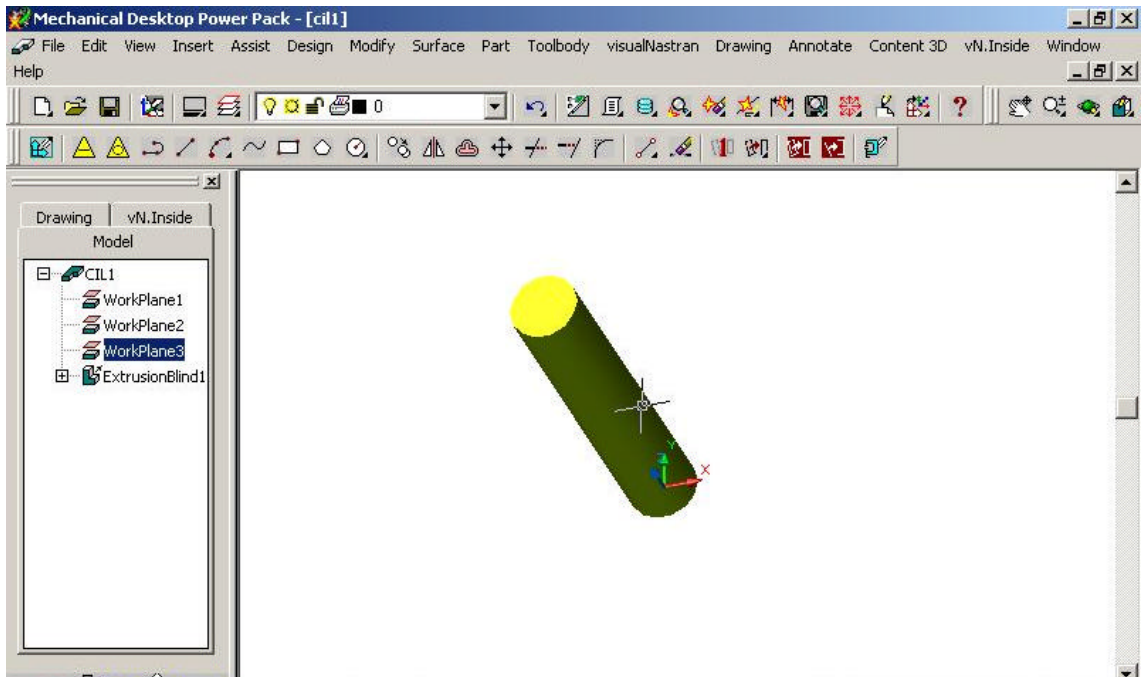 Mechanical Desktop Power Pack - [cil1]
File Edit View Insert Assist Design Modify Surface Part Toolbody visualNastran Drawing Annotate Content 3D vN.Inside Window
Help
0
Drawing vN.Inside
Model
CIL1
WorkPlane1
WorkPlane2
WorkPlane3
ExtrusionBlind1
Y
X